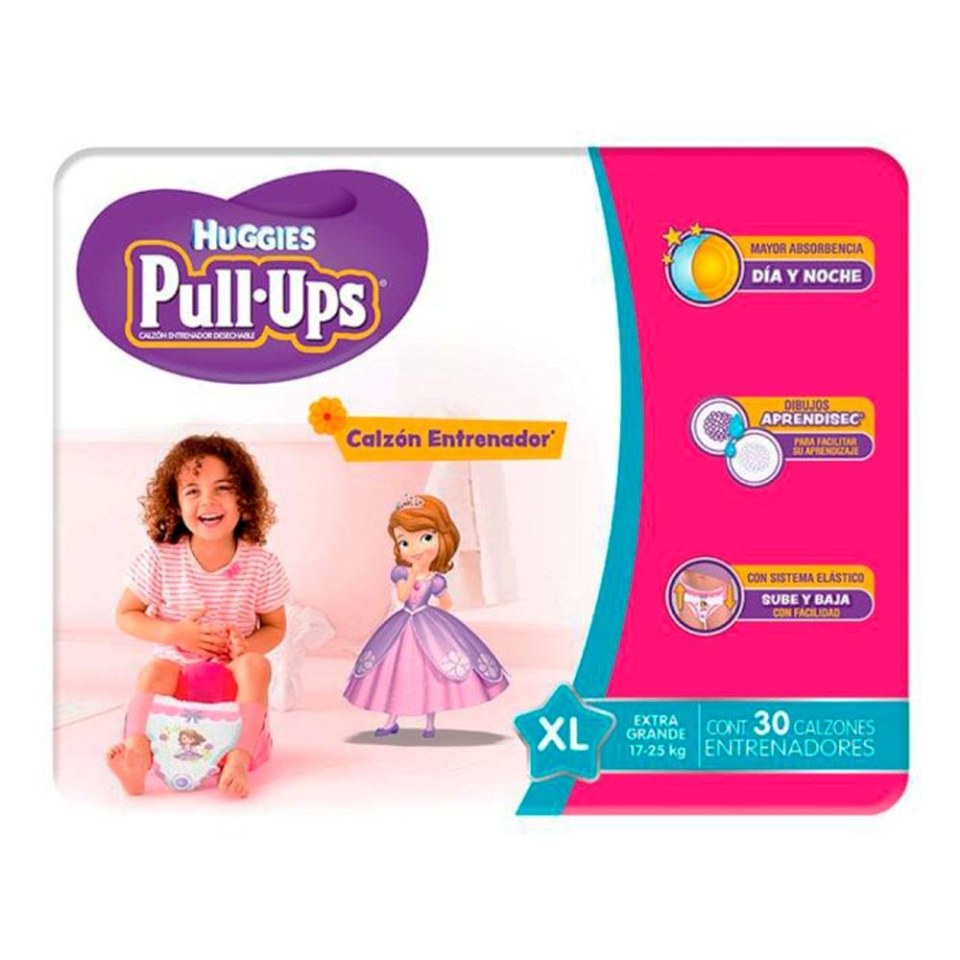 HUGGIES
Pull-Ups®
CALZÓN ENTRENADOR DESECHABLE
Calzón Entrenador*
MAYOR ABSORBENCIA
DÍA Y NOCHE
DIBUJOS
APRENDISEC*
PARA FACILITAR
SU APRENDIZAJE
CON SISTEMA ELÁSTICO
SUBE Y BAJA
CON FACILIDAD
XL
EXTRA
GRANDE
17-25 kg
CONT 30 CALZONES
ENTRENADORES